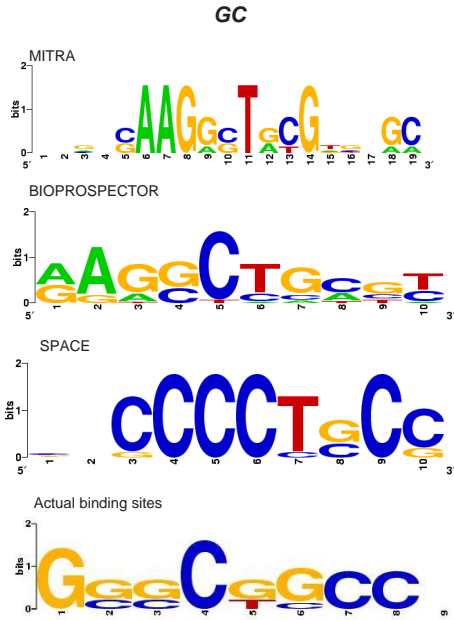 GC
MITRA
bits
2
1
0
5′ 1 2 3 4 5 6 7 8 9 10 11 12 13 14 15 16 17 18 19 3′
BIOPROSPECTOR
bits
2
1
0
5′ 1 2 3 4 5 6 7 8 9 10 3′
SPACE
bits
2
1
0
5′ 1 2 3 4 5 6 7 8 9 10 3′
Actual binding sites
bits
2
1
0
1 2 3 4 5 6 7 8 9